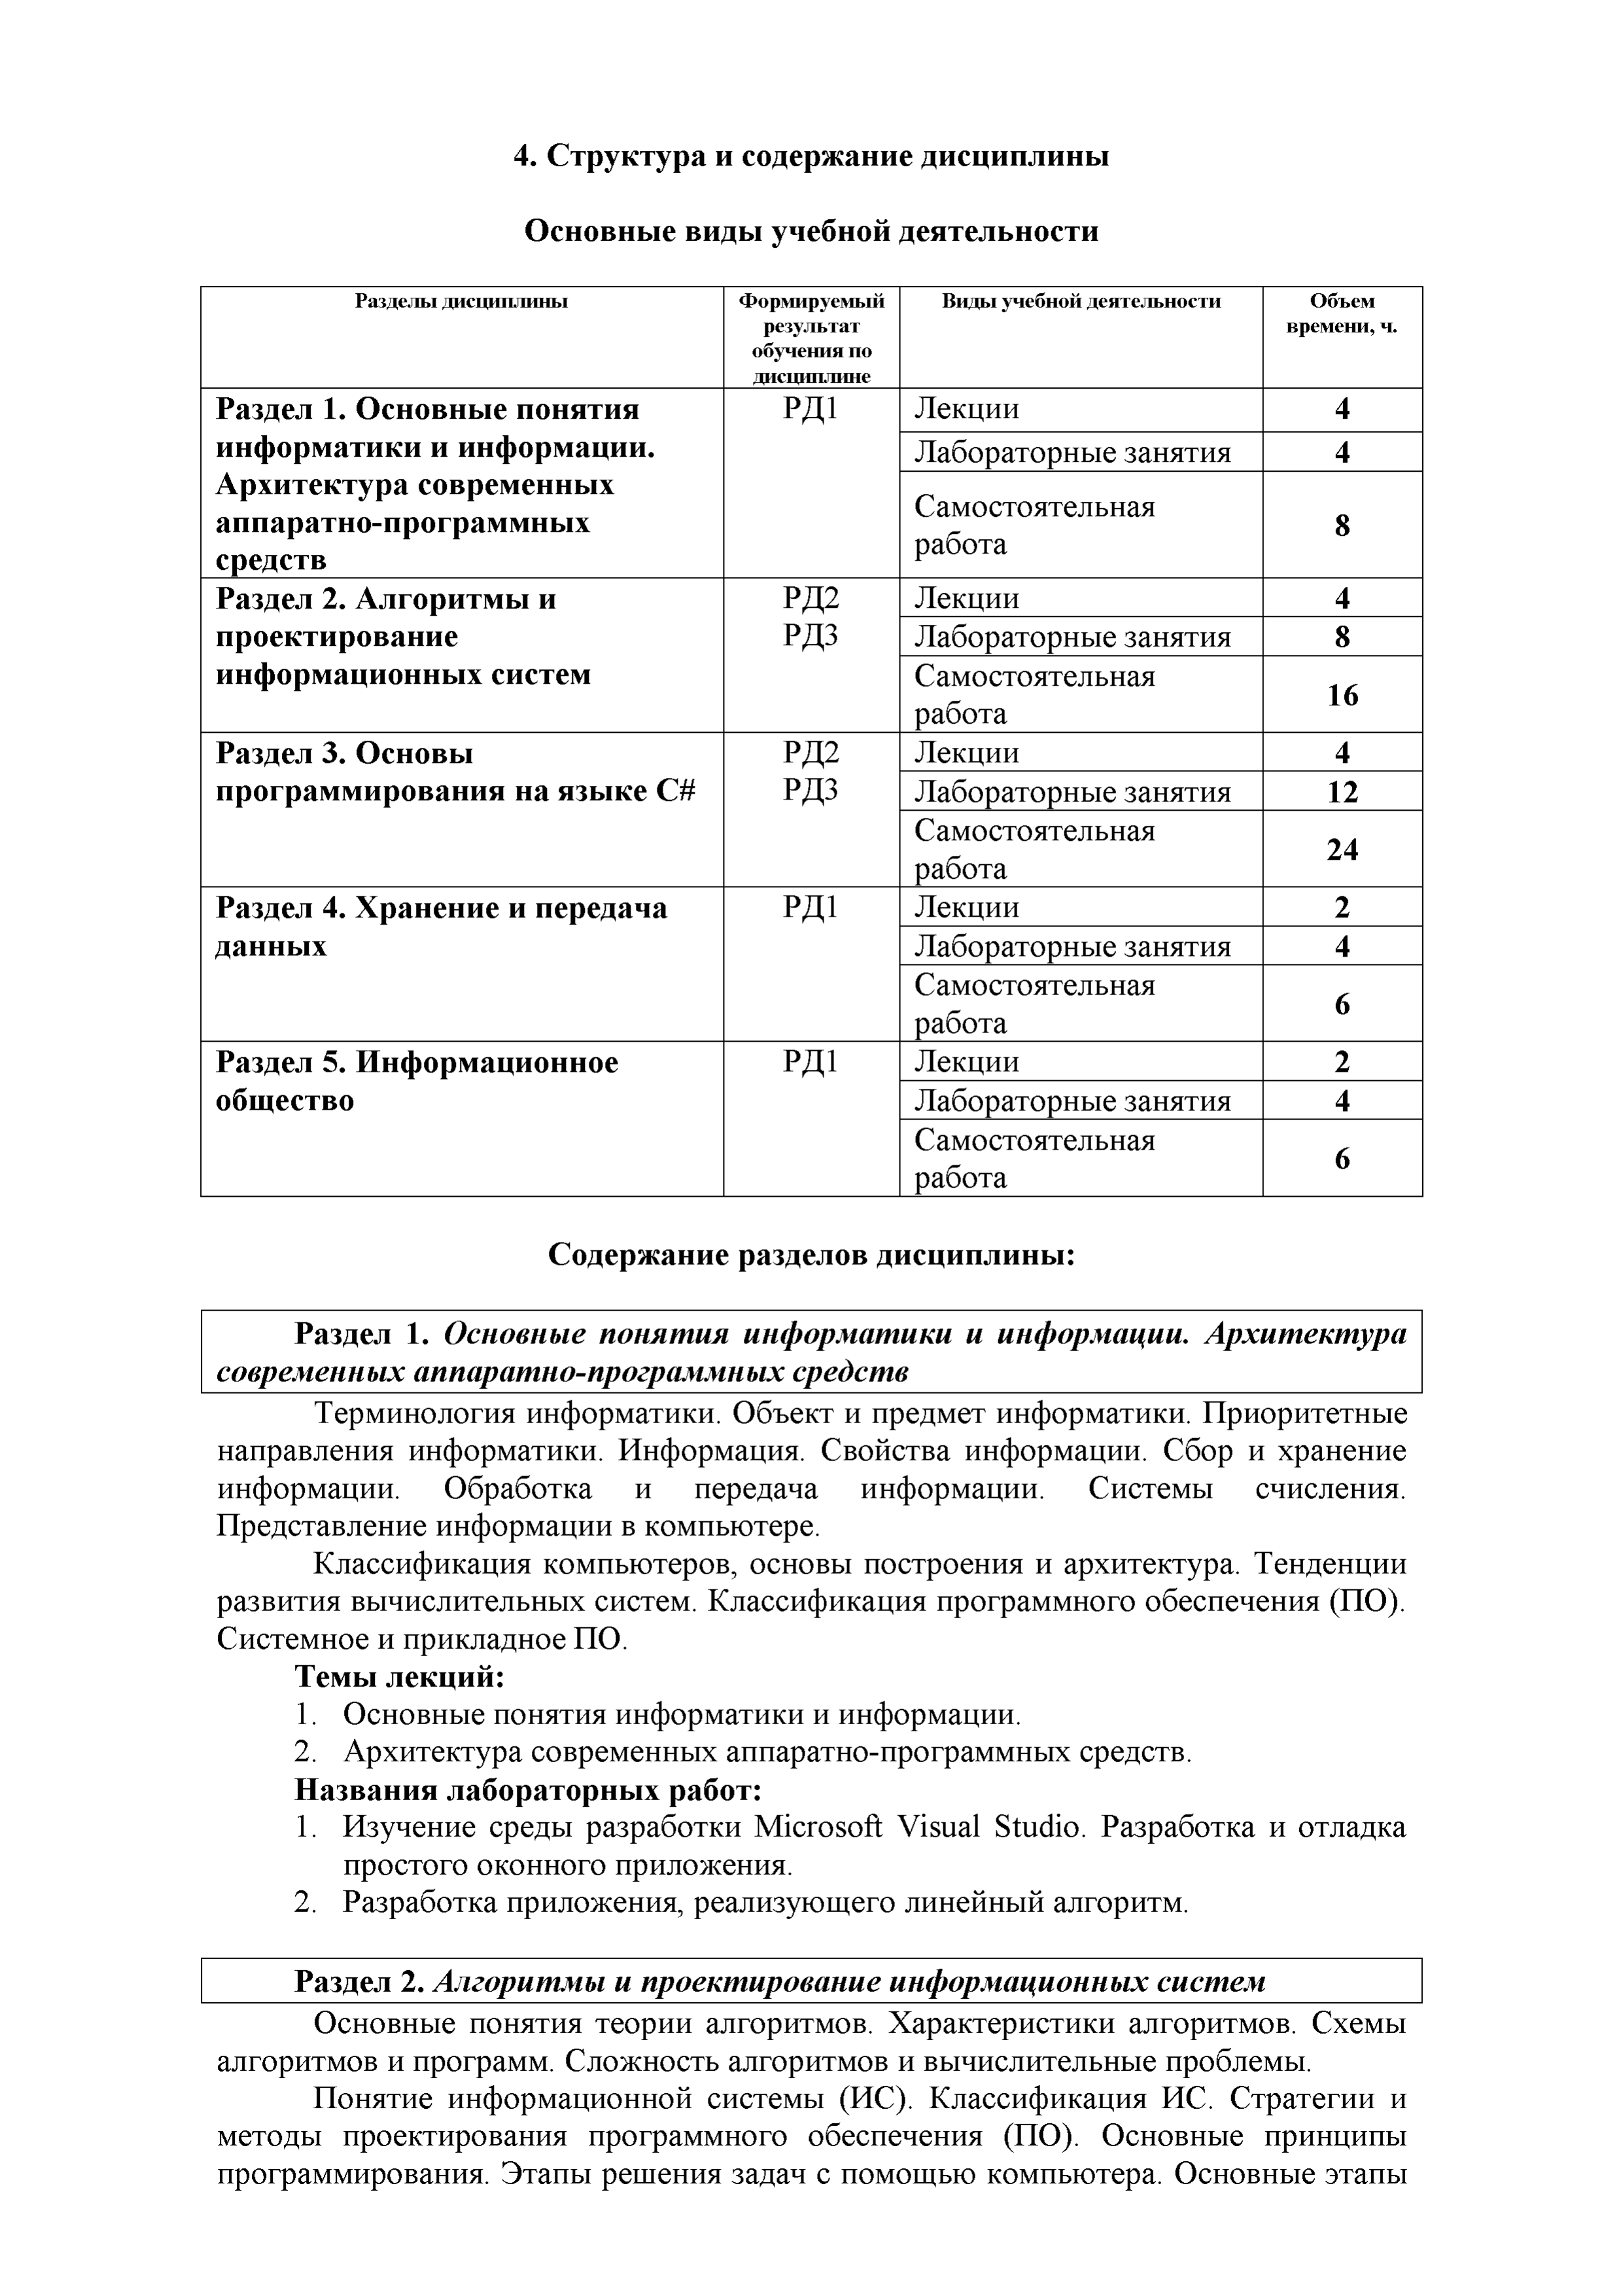 4. Структура и содержание дисциплины
Основные виды учебной деятельности
Разделы дисциплины
Формируемый
результат
обучения по
дисциплине
Виды учебной деятельности
Объем
времени, ч.
Раздел 1. Основные понятия
информатики и информации.
Архитектура современных
аппаратно-программных
средств
РД1
Лекции
4
Лабораторные занятия
4
Самостоятельная
работа
8
Раздел 2. Алгоритмы и
проектирование
информационных систем
РД2
РД3
Лекции
4
Лабораторные занятия
8
Самостоятельная
работа
16
Раздел 3. Основы
программирования на языке C#
РД2
РД3
Лекции
4
Лабораторные занятия
12
Самостоятельная
работа
24
Раздел 4. Хранение и передача
данных
РД1
Лекции
2
Лабораторные занятия
4
Самостоятельная
работа
6
Раздел 5. Информационное
общество
РД1
Лекции
2
Лабораторные занятия
4
Самостоятельная
работа
6
Содержание разделов дисциплины:
Раздел 1. Основные понятия информатики и информации. Архитектура
современных аппаратно-программных средств
Терминология информатики. Объект и предмет информатики. Приоритетные
направления информатики. Информация. Свойства информации. Сбор и хранение
информации. Обработка и передача информации. Системы счисления.
Представление информации в компьютере.
Классификация компьютеров, основы построения и архитектура. Тенденции
развития вычислительных систем. Классификация программного обеспечения (ПО).
Системное и прикладное ПО.
Темы лекций:
1. Основные понятия информатики и информации.
2. Архитектура современных аппаратно-программных средств.
Названия лабораторных работ:
1. Изучение среды разработки Microsoft Visual Studio. Разработка и отладка
простого оконного приложения.
2. Разработка приложения, реализующего линейный алгоритм.
Раздел 2. Алгоритмы и проектирование информационных систем
Основные понятия теории алгоритмов. Характеристики алгоритмов. Схемы
алгоритмов и программ. Сложность алгоритмов и вычислительные проблемы.
Понятие информационной системы (ИС). Классификация ИС. Стратегии и
методы проектирования программного обеспечения (ПО). Основные принципы
программирования. Этапы решения задач с помощью компьютера. Основные этапы